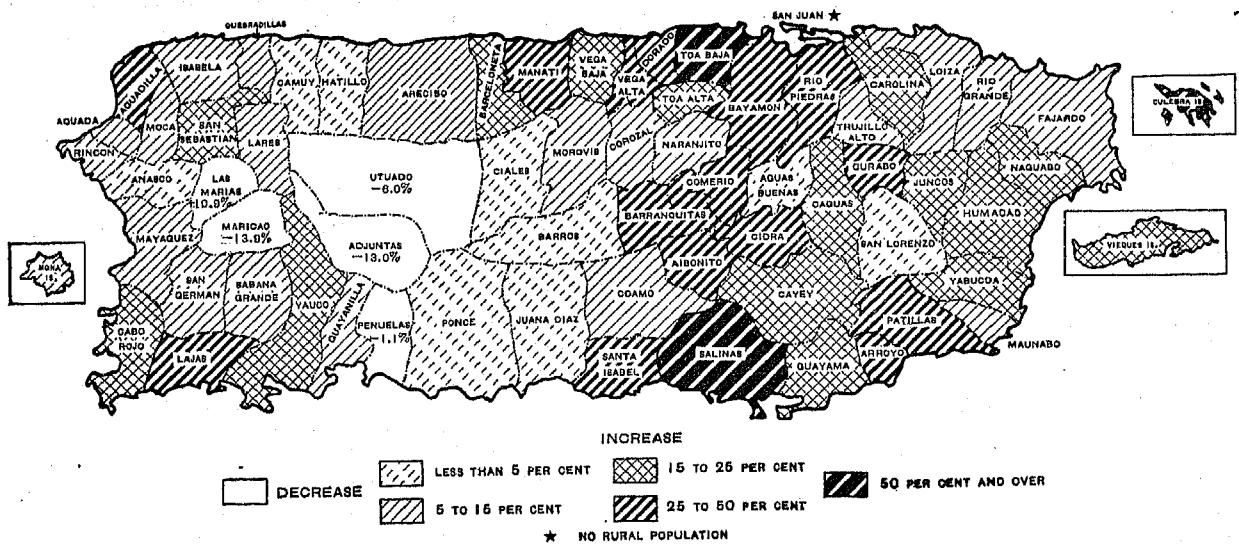 SAN JUAN ★
QUEBRADILLAS
AGUADILLA
ISABELA
CAMUY
HATILLO
ARECIBO
BARCELONETA
MANATI
VEGA
BAJA
VEGA
ALTA
DORADO
TOA BAJA
TOA ALTA
BAYAMON
RIO
PIEDRAS
CAROLINA
LOIZA
RIO
GRANDE
FAJARDO
CULEBRA IS.
AQUADA
RINCON
MOCA
SAN
SEBASTIAN
LARES
UTUADO
—6.0%
CIALES
MOROVIS
COROZAL
NARANJITO
TRUJILLO
ALTO
GURABO
JUNCOS
NAGUABO
ANASCO
LAS
MARIAS
—10.9%
COMERIO
AGUAS
BUENAS
CAGUAS
HUMACAO
MARICAO
—13.9%
MAYAGUEZ
ADJUNTAS
—13.0%
BARROS
BARRANQUITAS
CIDRA
SAN LORENZO
VIEQUES IS.
MONA
IS.
SAN
GERMAN
SABANA
GRANDE
YAUCO
GUAYANILLA
PENUELAS
—1.1%
PONCE
JUANA DIAZ
COAMO
AIBONITO
CAYEY
YABUCOA
PATILLAS
MAUNABO
CABO
ROJO
LAJAS
SANTA
ISABEL
SALINAS
GUAYAMA
ARROYO
INCREASE
DECREASE
LESS THAN 5 PER CENT
5 TO 15 PER CENT
15 TO 25 PER CENT
25 TO 50 PER CENT
50 PER CENT AND OVER
★ NO RURAL POPULATION